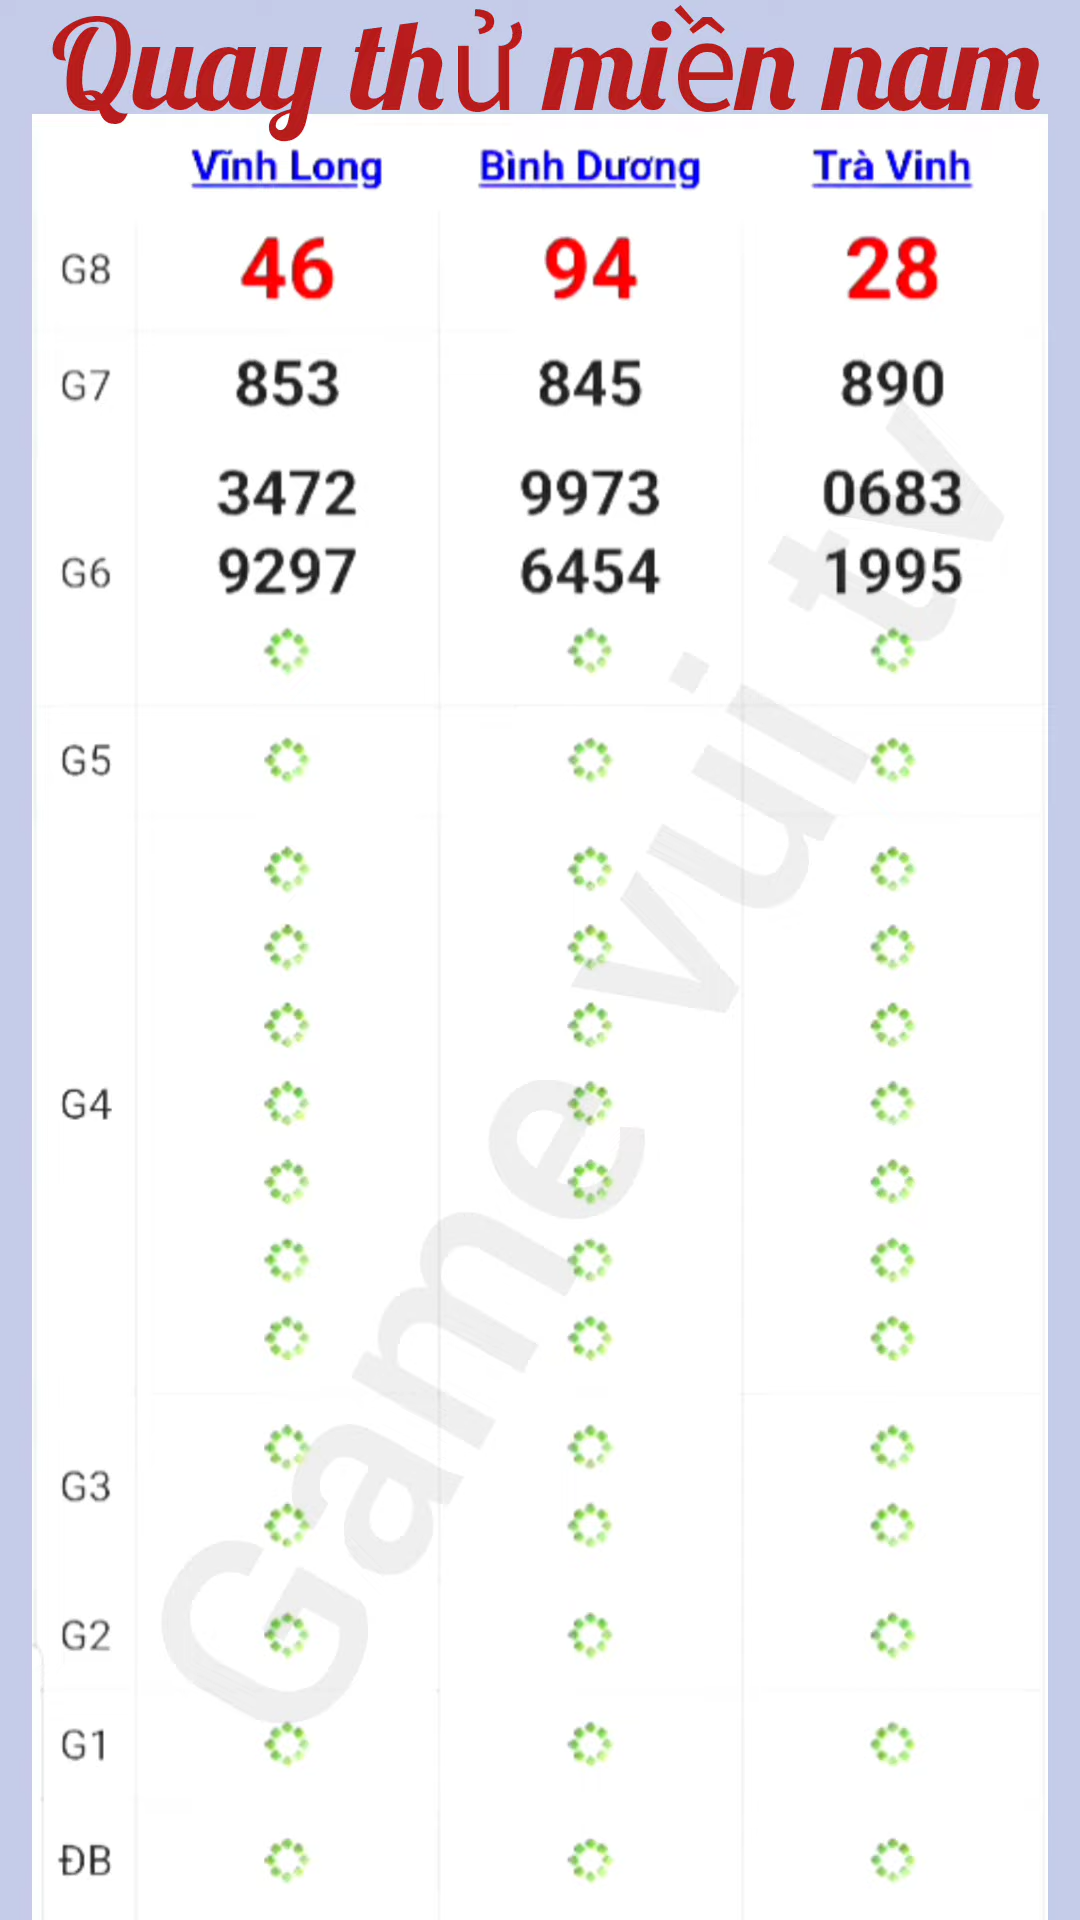 Quay thử miền nam
Vĩnh Long Bình Dương Trà Vinh
G8 46 94 28
G7 853 845 890
3472 9973 0683
G6 9297 6454 1995
G5
G4
G3
G2
G1
ĐB
Game vui tv